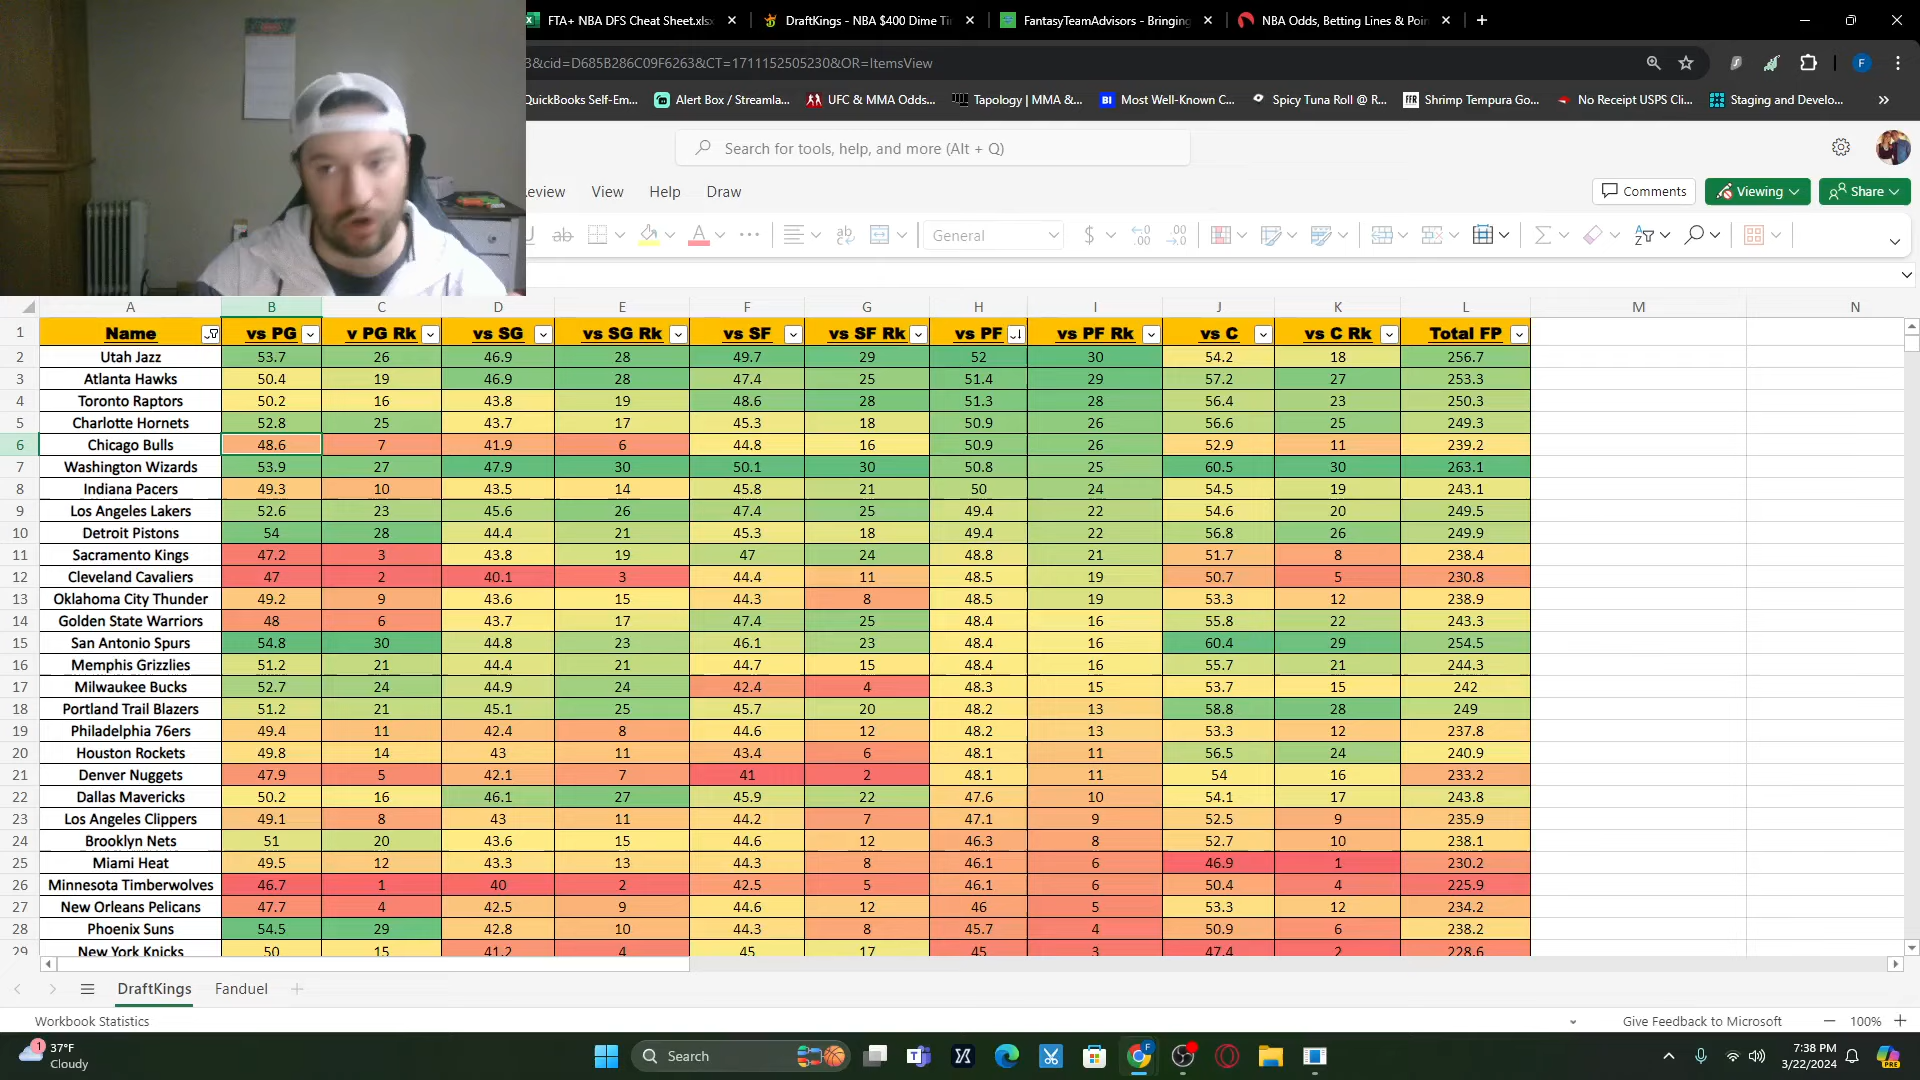 FTA+ NBA DFS Cheat Sheet.xlsx
DraftKings - NBA $400 Dime Ti
FantasyTeamAdvisors - Bringing
NBA Odds, Betting Lines & Poin
3&cid=D685B286C09F6263&CT=1711152505230&OR=ItemsView
QuickBooks Self-Em...
Alert Box / Streamla...
UFC & MMA Odds...
Tapology | MMA &...
Most Well-Known C...
Spicy Tuna Roll @ R...
Shrimp Tempura Go...
No Receipt USPS Cli...
Staging and Develo...
Search for tools, help, and more (Alt + Q)
eview View Help Draw
Comments Viewing Share
General
A B C D E F G H I J K L M N
1 Name vs PG v PG Rk vs SG vs SG Rk vs SF vs SF Rk vs PF vs PF Rk vs C vs C Rk Total FP
2 Utah Jazz 53.7 26 46.9 28 49.7 29 52 30 54.2 18 256.7
3 Atlanta Hawks 50.4 19 46.9 28 47.4 25 51.4 29 57.2 27 253.3
4 Toronto Raptors 50.2 16 43.8 19 48.6 28 51.3 28 56.4 23 250.3
5 Charlotte Hornets 52.8 25 43.7 17 45.3 18 50.9 26 56.6 25 249.3
6 Chicago Bulls 48.6 7 41.9 6 44.8 16 50.9 26 52.9 11 239.2
7 Washington Wizards 53.9 27 47.9 30 50.1 30 50.8 25 60.5 30 263.1
8 Indiana Pacers 49.3 10 43.5 14 45.8 21 50 24 54.5 19 243.1
9 Los Angeles Lakers 52.6 23 45.6 26 47.4 25 49.4 22 54.6 20 249.5
10 Detroit Pistons 54 28 44.4 21 45.3 18 49.4 22 56.8 26 249.9
11 Sacramento Kings 47.2 3 43.8 19 47 24 48.8 21 51.7 8 238.4
12 Cleveland Cavaliers 47 2 40.1 3 44.4 11 48.5 19 50.7 5 230.8
13 Oklahoma City Thunder 49.2 9 43.6 15 44.3 8 48.5 19 53.3 12 238.9
14 Golden State Warriors 48 6 43.7 17 47.4 25 48.4 16 55.8 22 243.3
15 San Antonio Spurs 54.8 30 44.8 23 46.1 23 48.4 16 60.4 29 254.5
16 Memphis Grizzlies 51.2 21 44.4 21 44.7 15 48.4 16 55.7 21 244.3
17 Milwaukee Bucks 52.7 24 44.9 24 42.4 4 48.3 15 53.7 15 242
18 Portland Trail Blazers 51.2 21 45.1 25 45.7 20 48.2 13 58.8 28 249
19 Philadelphia 76ers 49.4 11 42.4 8 44.6 12 48.2 13 53.3 12 237.8
20 Houston Rockets 49.8 14 43 11 43.4 6 48.1 11 56.5 24 240.9
21 Denver Nuggets 47.9 5 42.1 7 41 2 48.1 11 54 16 233.2
22 Dallas Mavericks 50.2 16 46.1 27 45.9 22 47.6 10 54.1 17 243.8
23 Los Angeles Clippers 49.1 8 43 11 44.2 7 47.1 9 52.5 9 235.9
24 Brooklyn Nets 51 20 43.6 15 44.6 12 46.3 8 52.7 10 238.1
25 Miami Heat 49.5 12 43.3 13 44.3 8 46.1 6 46.9 1 230.2
26 Minnesota Timberwolves 46.7 1 40 2 42.5 5 46.1 6 50.4 4 225.9
27 New Orleans Pelicans 47.7 4 42.5 9 44.6 12 46 5 53.3 12 234.2
28 Phoenix Suns 54.5 29 42.8 10 44.3 8 45.7 4 50.9 6 238.2
29 New York Knicks 50 15 41.2 4 45 17 45 3 47.4 2 228.6
DraftKings Fanduel
Workbook Statistics Give Feedback to Microsoft 100%
37°F
Cloudy
Search
7:38 PM
3/22/2024